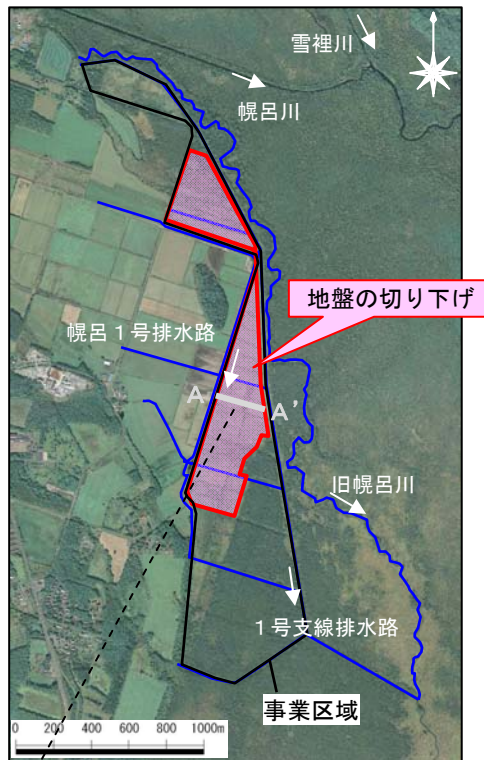 雪裡川
幌呂川
地盤の切り下げ
幌呂１号排水路
A A'
旧幌呂川
１号支線排水路
事業区域
0 200 400 600 800 1000m